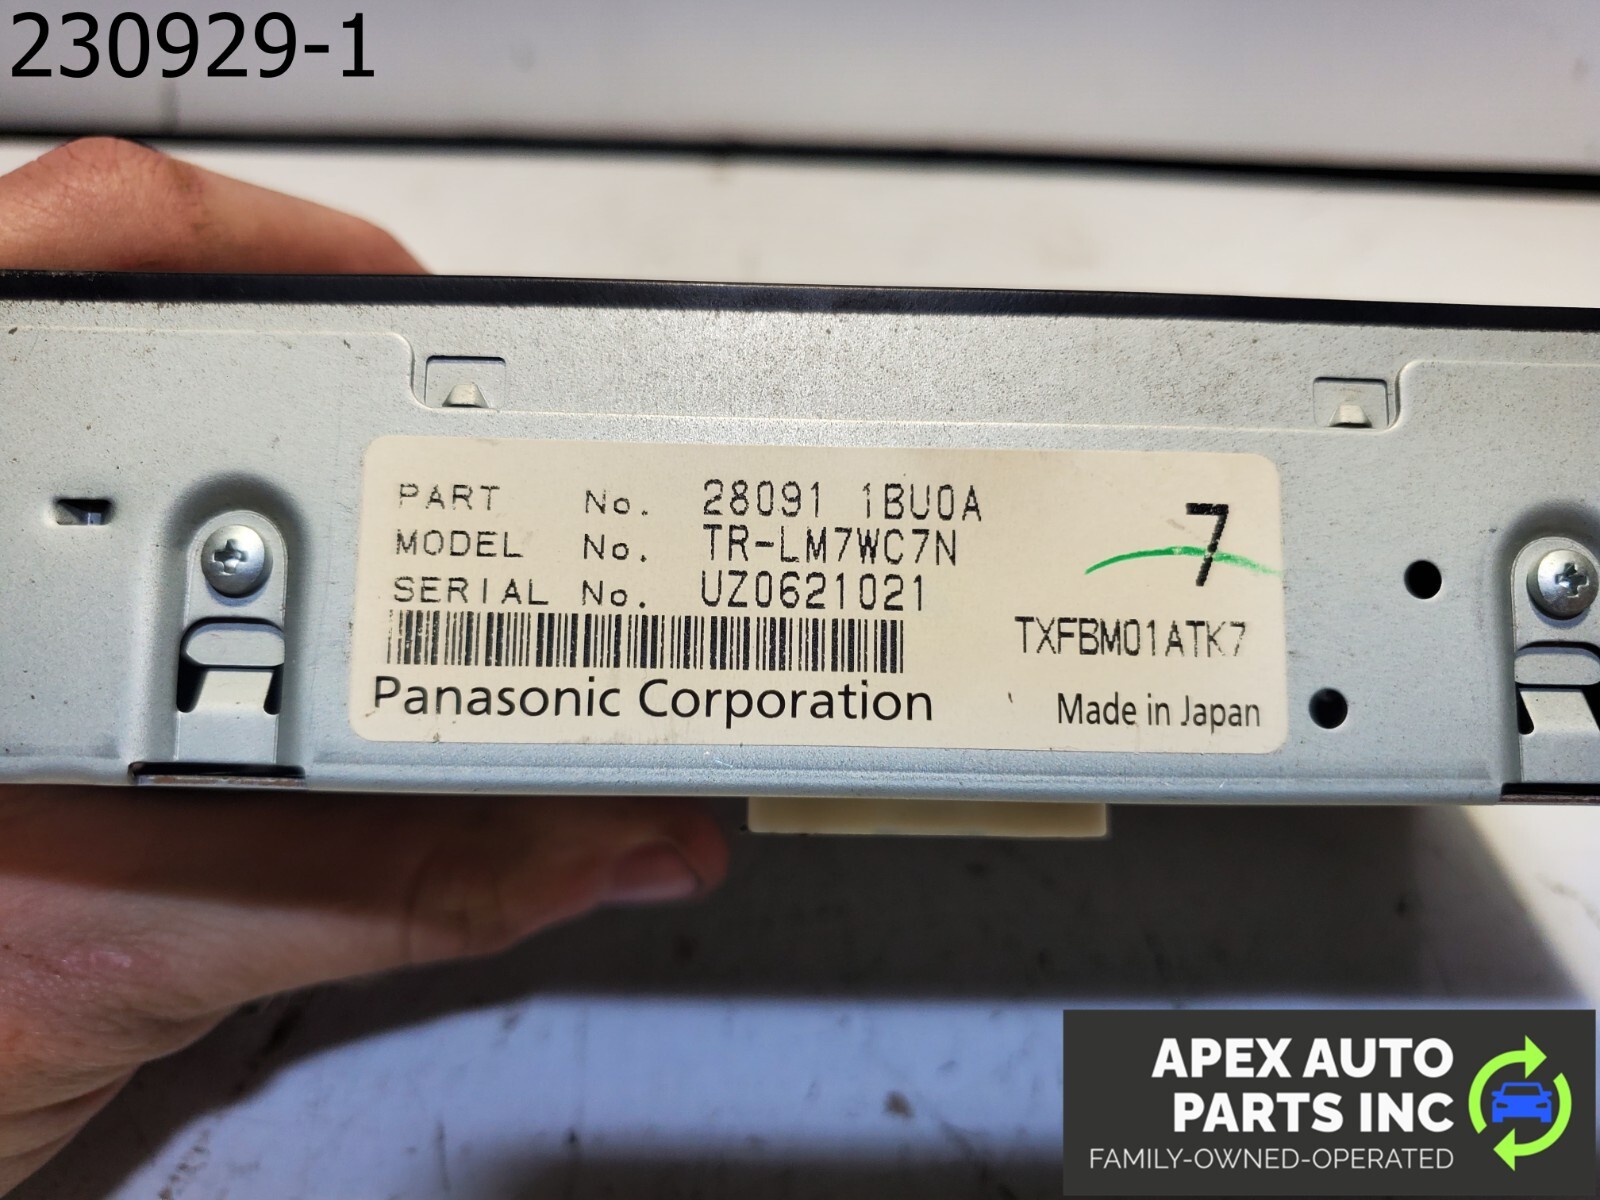 230929-1
PART No. 28091 1BU0A
MODEL No. TR-LM7WC7N
SERIAL No. UZ0621021
7
TXFBM01ATK7
Panasonic Corporation
Made in Japan
APEX AUTO
PARTS INC
FAMILY-OWNED-OPERATED